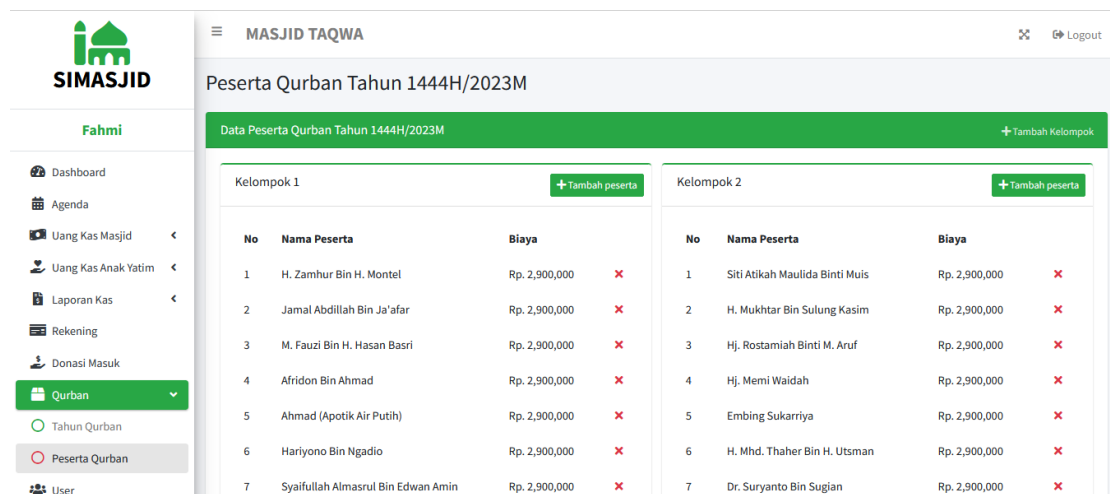 SIMASJID
Fahmi
Dashboard
Agenda
Uang Kas Masjid
Uang Kas Anak Yatim
Laporan Kas
Rekening
Donasi Masuk
Qurban
Tahun Qurban
Peserta Qurban
User
MASJID TAQWA
Logout
Peserta Qurban Tahun 1444H/2023M
Data Peserta Qurban Tahun 1444H/2023M
+Tambah Kelompok
Kelompok 1
+Tambah peserta
No Nama Peserta Biaya
1 H. Zamhur Bin H. Montel Rp. 2,900,000
2 Jamal Abdillah Bin Ja'afar Rp. 2,900,000
3 M. Fauzi Bin H. Hasan Basri Rp. 2,900,000
4 Afridon Bin Ahmad Rp. 2,900,000
5 Ahmad (Apotik Air Putih) Rp. 2,900,000
6 Hariyono Bin Ngadio Rp. 2,900,000
7 Syaifullah Almasrul Bin Edwan Amin Rp. 2,900,000
Kelompok 2
+Tambah peserta
No Nama Peserta Biaya
1 Siti Atikah Maulida Binti Muis Rp. 2,900,000
2 H. Mukhtar Bin Sulung Kasim Rp. 2,900,000
3 Hj. Rostamiah Binti M. Aruf Rp. 2,900,000
4 Hj. Memi Waidah Rp. 2,900,000
5 Embing Sukarriya Rp. 2,900,000
6 H. Mhd. Thaher Bin H. Utsman Rp. 2,900,000
7 Dr. Suryanto Bin Sugian Rp. 2,900,000